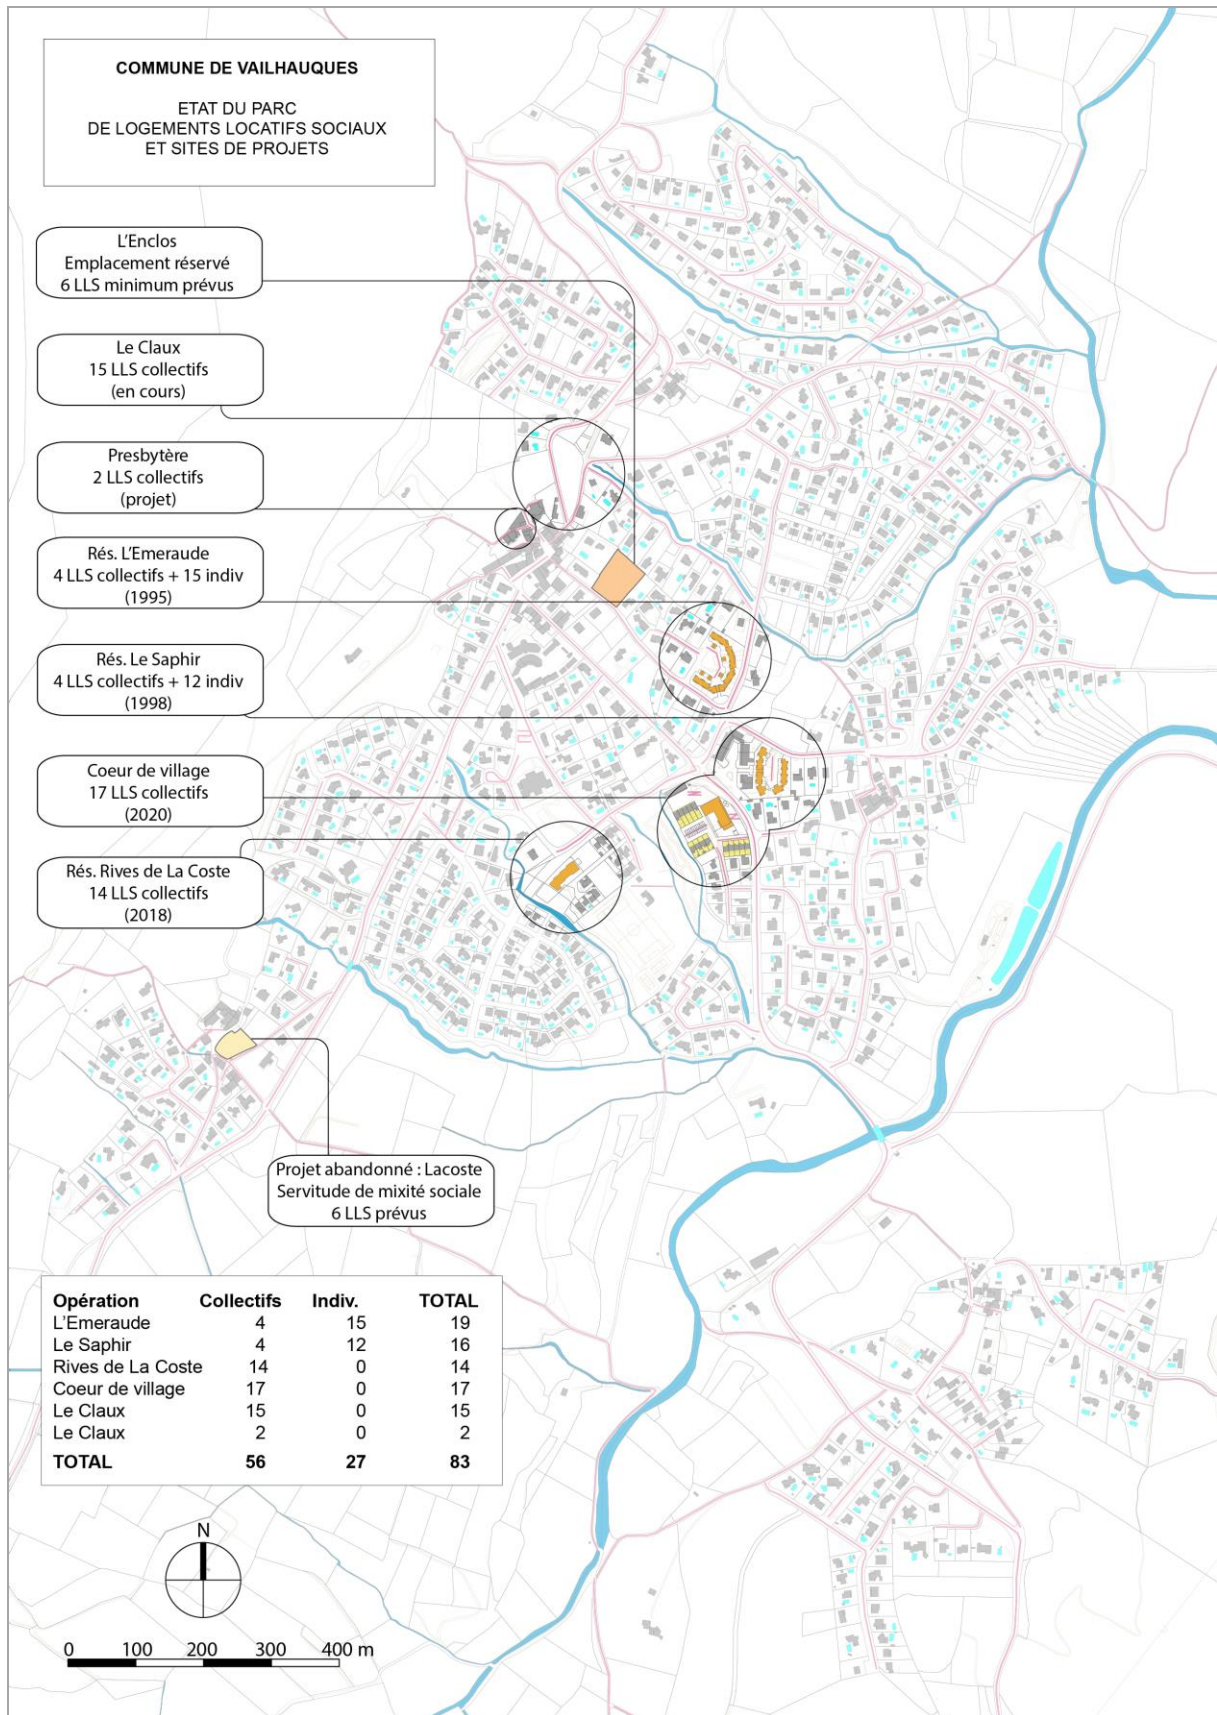 COMMUNE DE VAILHAUQUES
ETAT DU PARC
DE LOGEMENTS LOCATIFS SOCIAUX
ET SITES DE PROJETS
L'Enclos
Emplacement réservé
6 LLS minimum prévus
Le Claux
15 LLS collectifs
(en cours)
Presbytère
2 LLS collectifs
(projet)
Rés. L'Emeraude
4 LLS collectifs + 15 indiv
(1995)
Rés. Le Saphir
4 LLS collectifs + 12 indiv
(1998)
Coeur de village
17 LLS collectifs
(2020)
Rés. Rives de La Coste
14 LLS collectifs
(2018)
Projet abandonné : Lacoste
Servitude de mixité sociale
6 LLS prévus
Opération Collectifs Indiv. TOTAL
L'Emeraude 4 15 19
Le Saphir 4 12 16
Rives de La Coste 14 0 14
Coeur de village 17 0 17
Le Claux 15 0 15
Le Claux 2 0 2
TOTAL 56 27 83
N
0 100 200 300 400 m